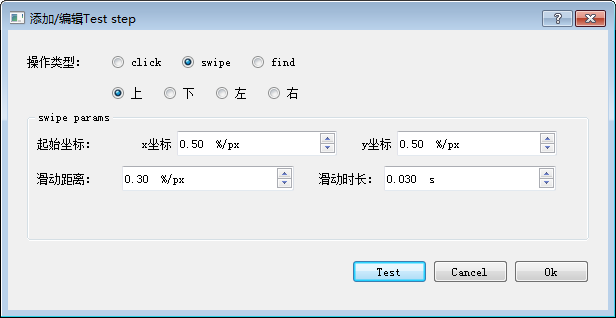 添加/编辑Test step
操作类型: click swipe find
上 下 左 右
swipe params
起始坐标: x坐标 0.50 %/px y坐标 0.50 %/px
滑动距离: 0.30 %/px 滑动时长: 0.030 s
Test Cancel Ok